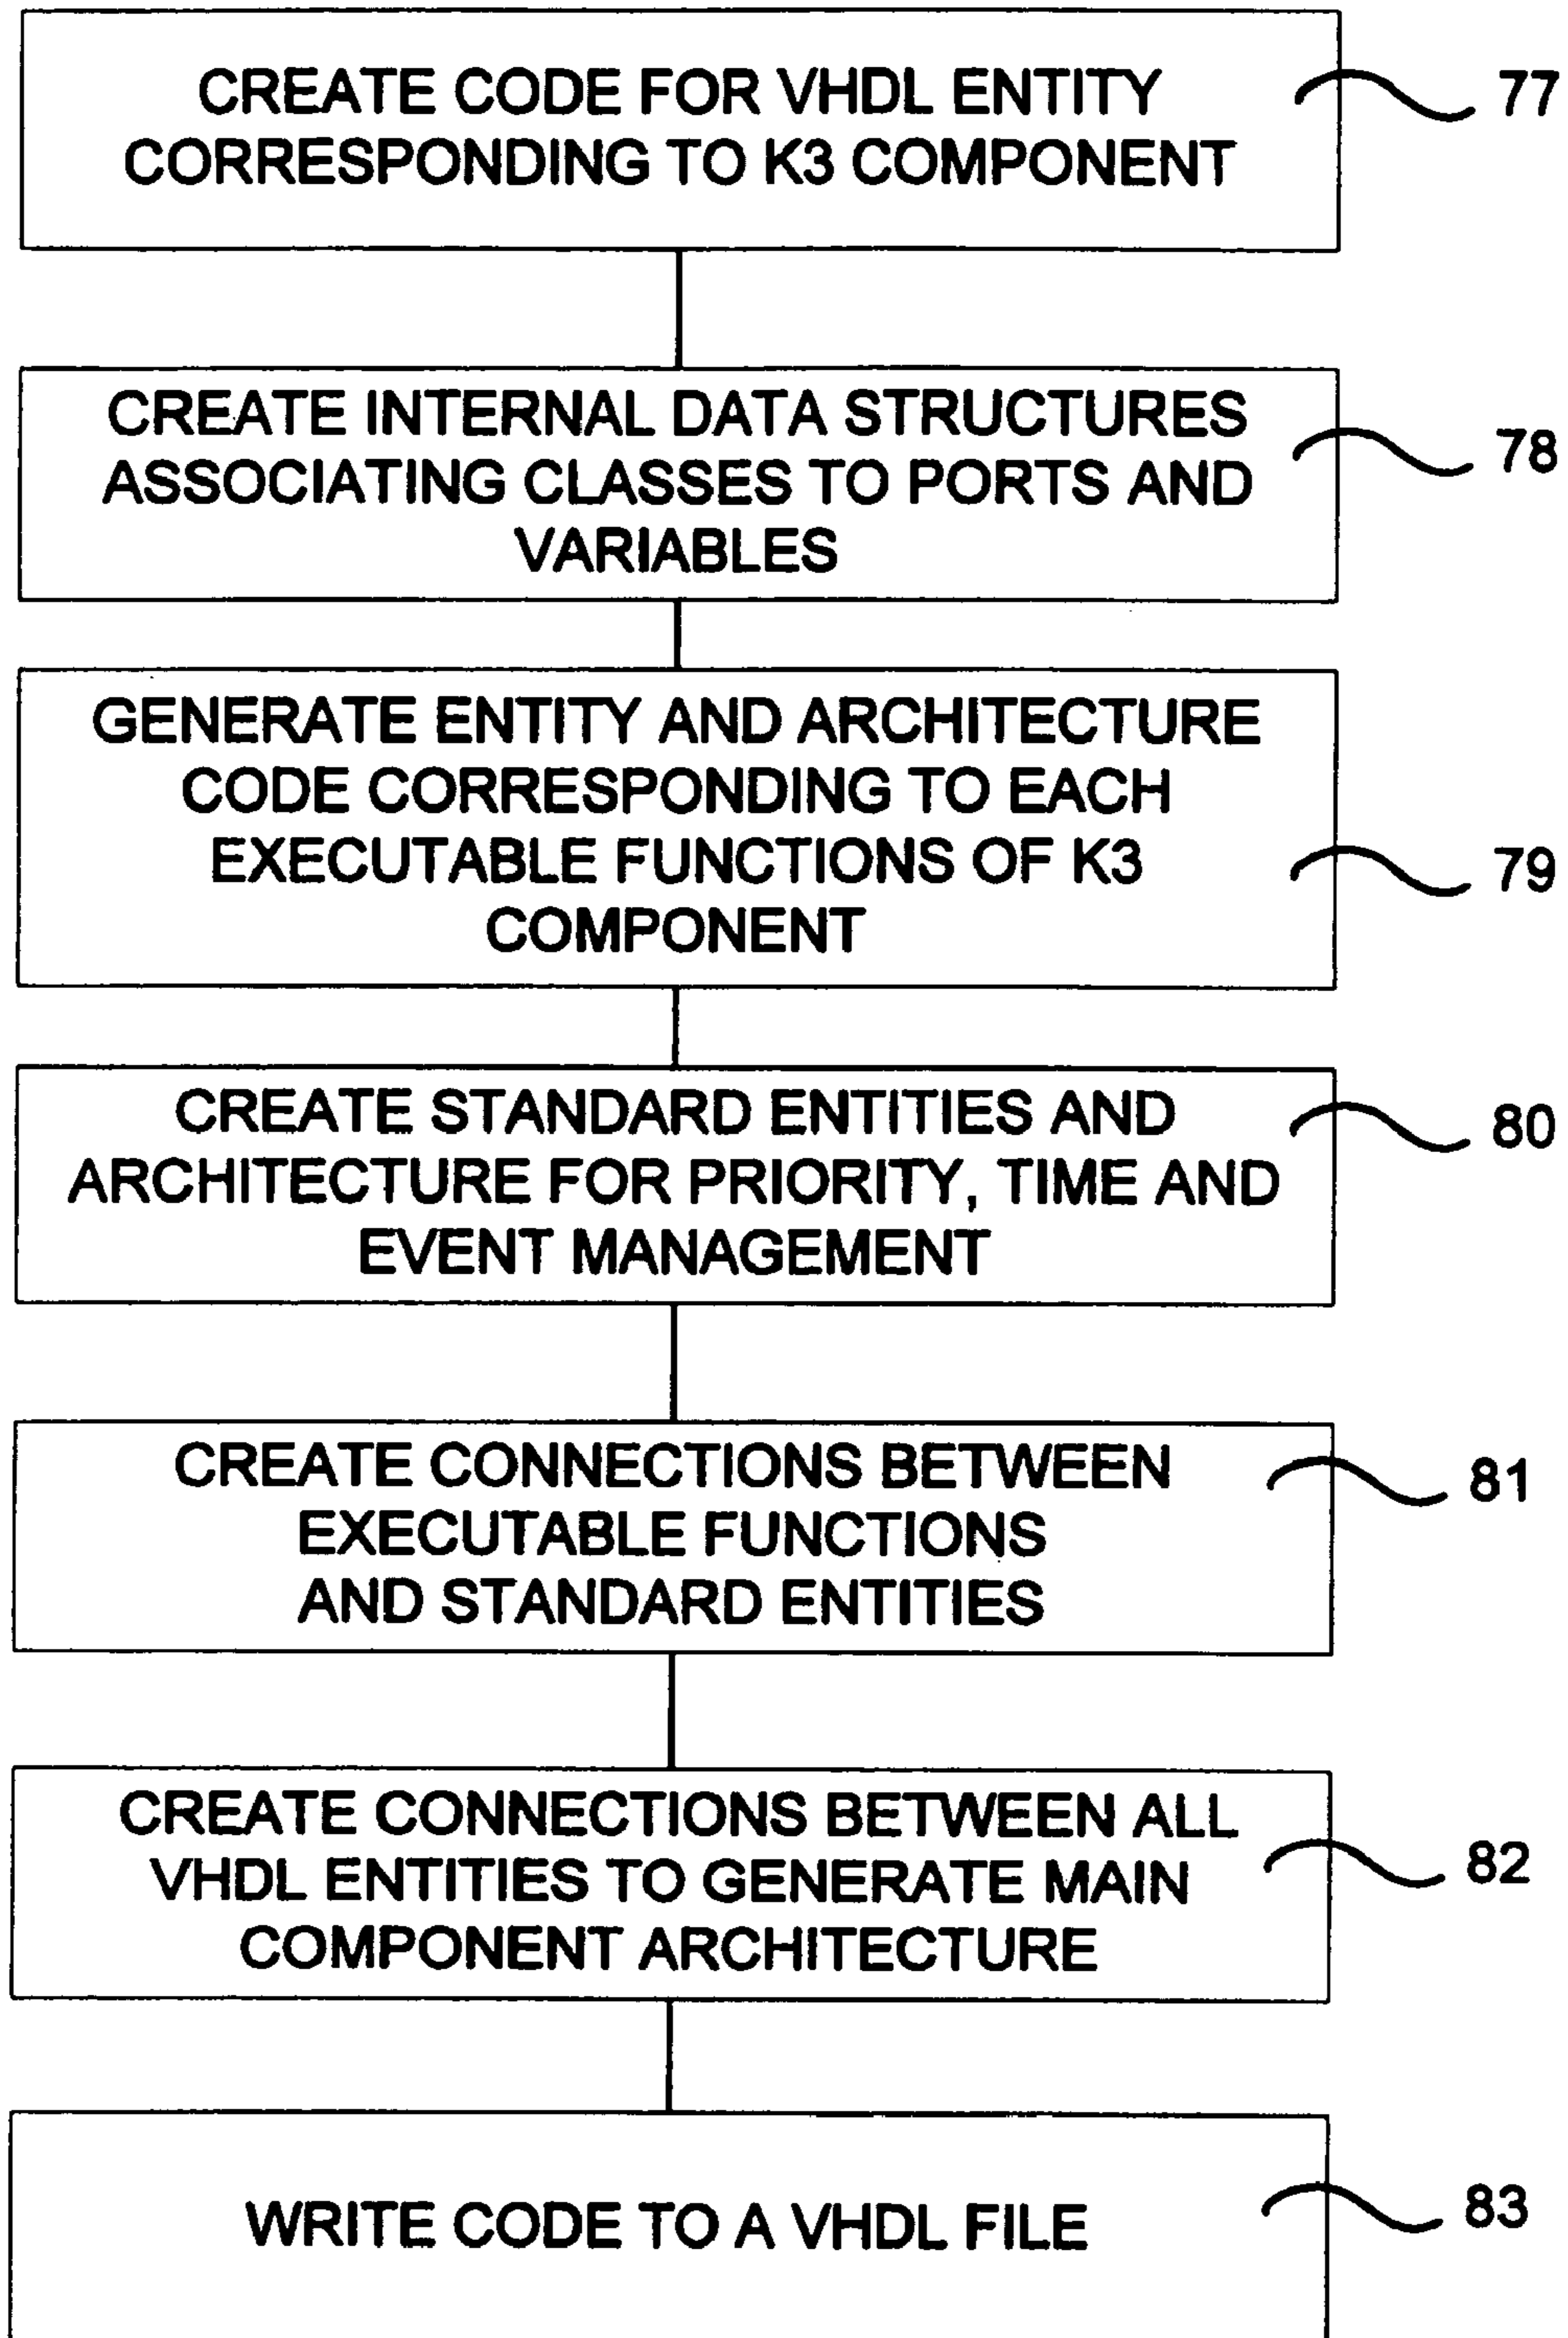 CREATE CODE FOR VHDL ENTITY
CORRESPONDING TO K3 COMPONENT
77
CREATE INTERNAL DATA STRUCTURES
ASSOCIATING CLASSES TO PORTS AND
VARIABLES
78
GENERATE ENTITY AND ARCHITECTURE
CODE CORRESPONDING TO EACH
EXECUTABLE FUNCTIONS OF K3
COMPONENT
79
CREATE STANDARD ENTITIES AND
ARCHITECTURE FOR PRIORITY, TIME AND
EVENT MANAGEMENT
80
CREATE CONNECTIONS BETWEEN
EXECUTABLE FUNCTIONS
AND STANDARD ENTITIES
81
CREATE CONNECTIONS BETWEEN ALL
VHDL ENTITIES TO GENERATE MAIN
COMPONENT ARCHITECTURE
82
WRITE CODE TO A VHDL FILE
83